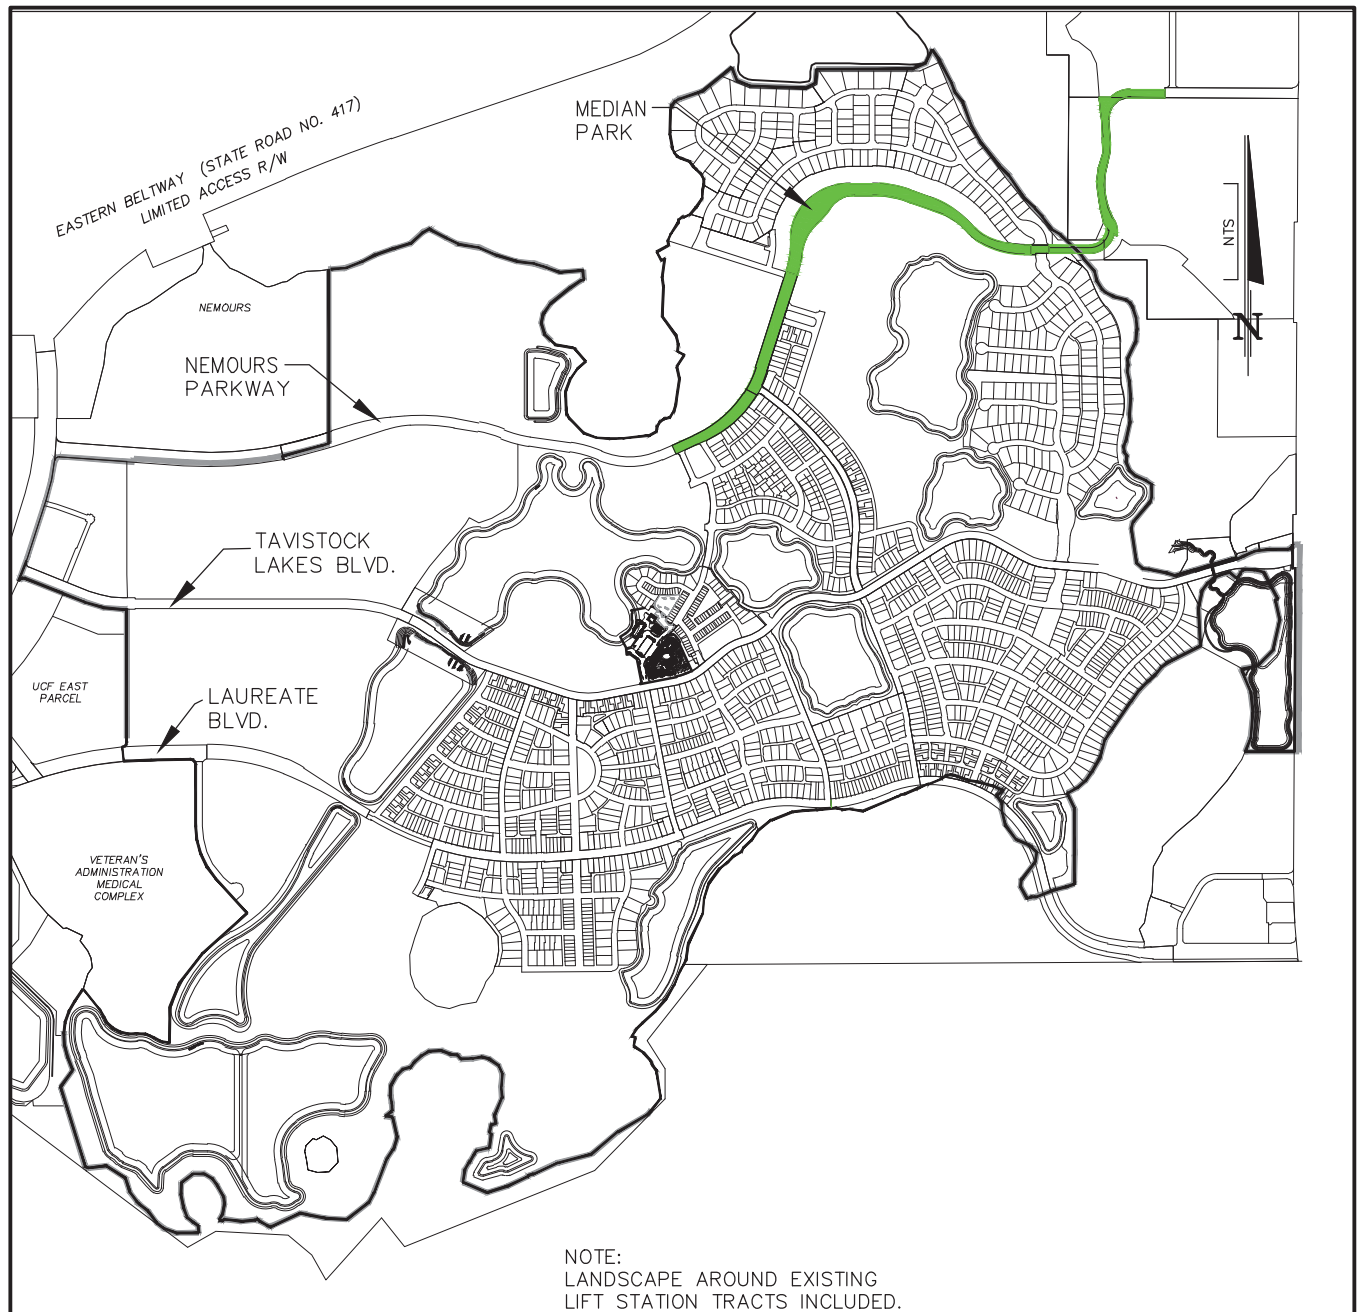 MEDIAN
PARK
EASTERN BELTWAY (STATE ROAD NO. 417)
LIMITED ACCESS R/W
NTS
N
NEMOURS
NEMOURS
PARKWAY
TAVISTOCK
LAKES BLVD.
UCF EAST
PARCEL
LAUREATE
BLVD.
VETERAN'S
ADMINISTRATION
MEDICAL
COMPLEX
NOTE:
LANDSCAPE AROUND EXISTING
LIFT STATION TRACTS INCLUDED.